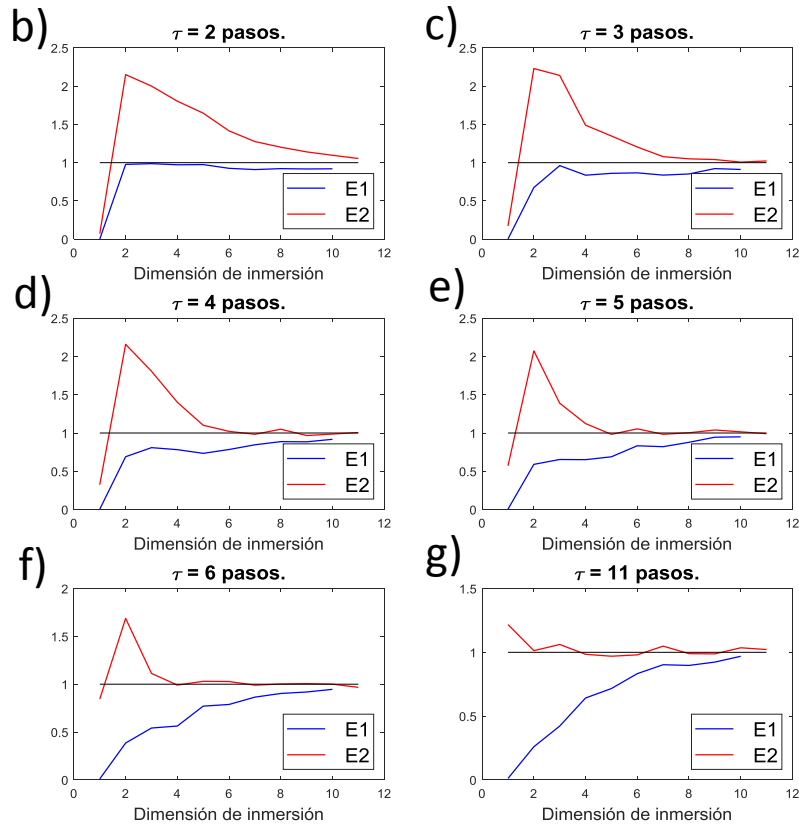 b)
τ = 2 pasos.
2.5
2
1.5
1
0.5
0
0 2 4 6 8 10 12
Dimensión de inmersión
E1
E2
c)
τ = 3 pasos.
2.5
2
1.5
1
0.5
0
0 2 4 6 8 10 12
Dimensión de inmersión
E1
E2
d)
τ = 4 pasos.
2.5
2
1.5
1
0.5
0
0 2 4 6 8 10 12
Dimensión de inmersión
E1
E2
e)
τ = 5 pasos.
2.5
2
1.5
1
0.5
0
0 2 4 6 8 10 12
Dimensión de inmersión
E1
E2
f)
τ = 6 pasos.
2
1.5
1
0.5
0
0 2 4 6 8 10 12
Dimensión de inmersión
E1
E2
g)
τ = 11 pasos.
1.5
1
0.5
0
0 2 4 6 8 10 12
Dimensión de inmersión
E1
E2